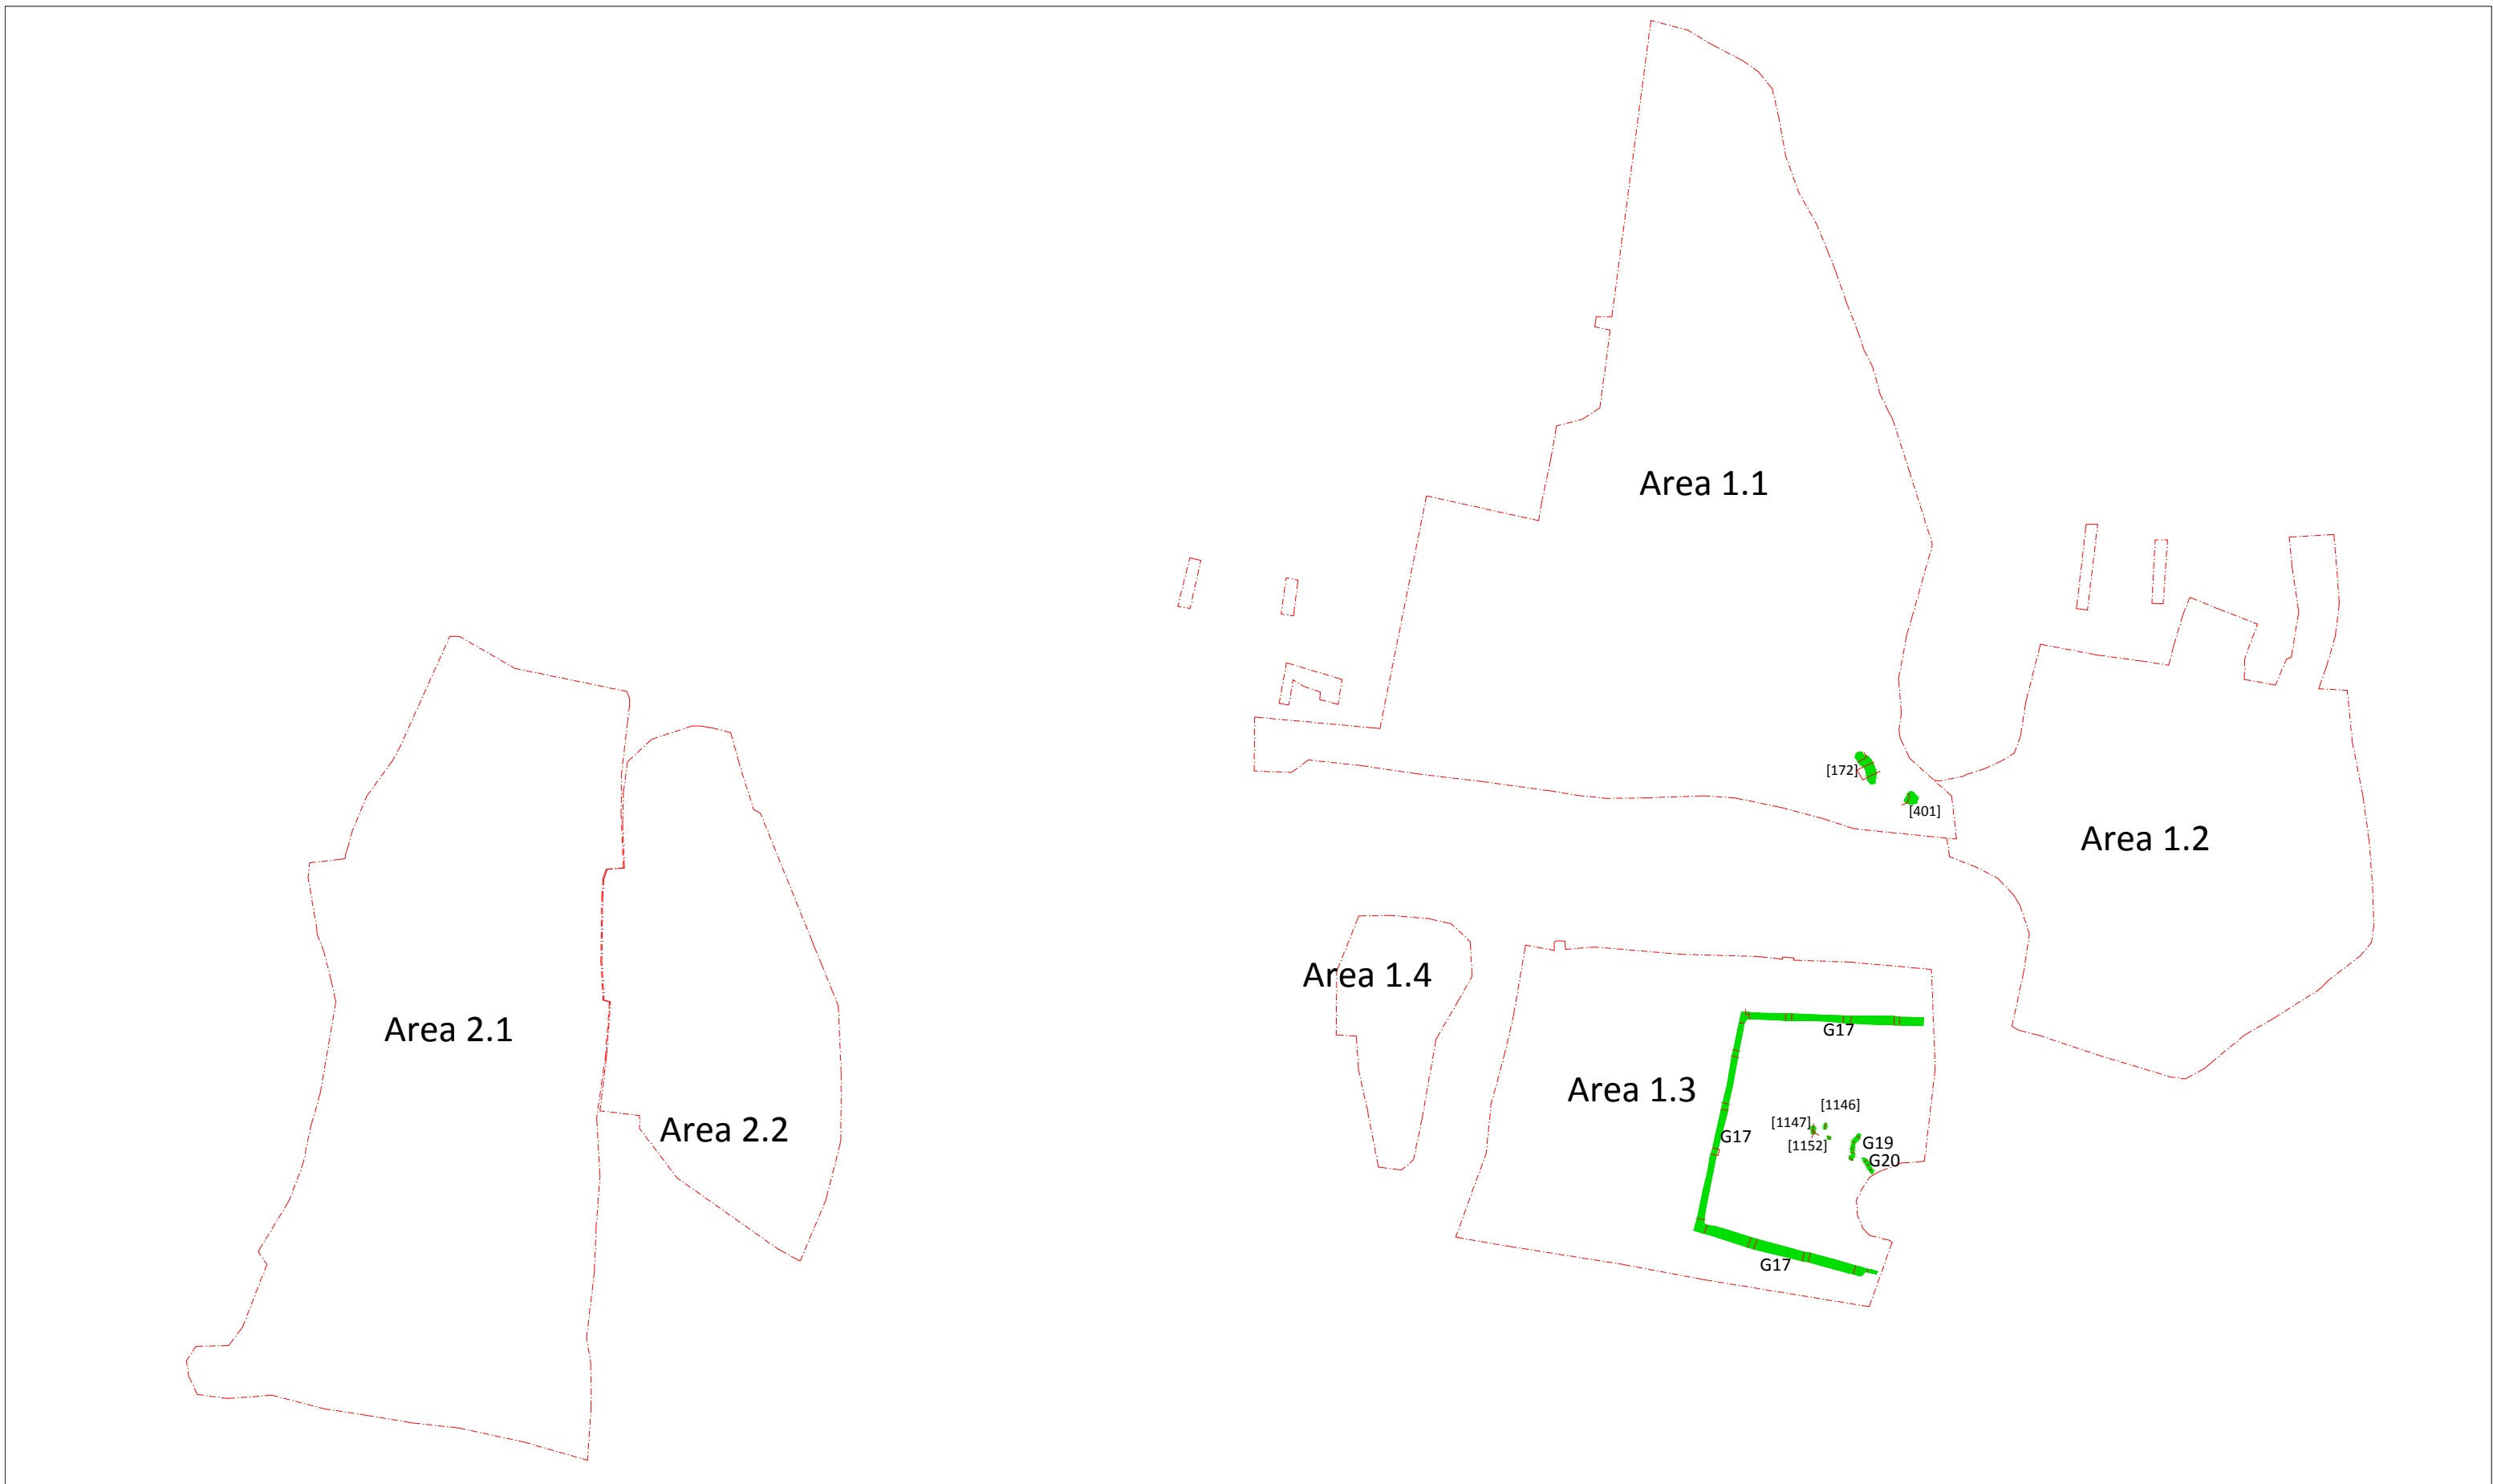 Area 1.1
[172]
[401]
Area 1.2
Area 1.4
Area 2.1
G17
Area 1.3
[1146]
[1147]
G17
[1152]
G19
Area 2.2
G20
G17